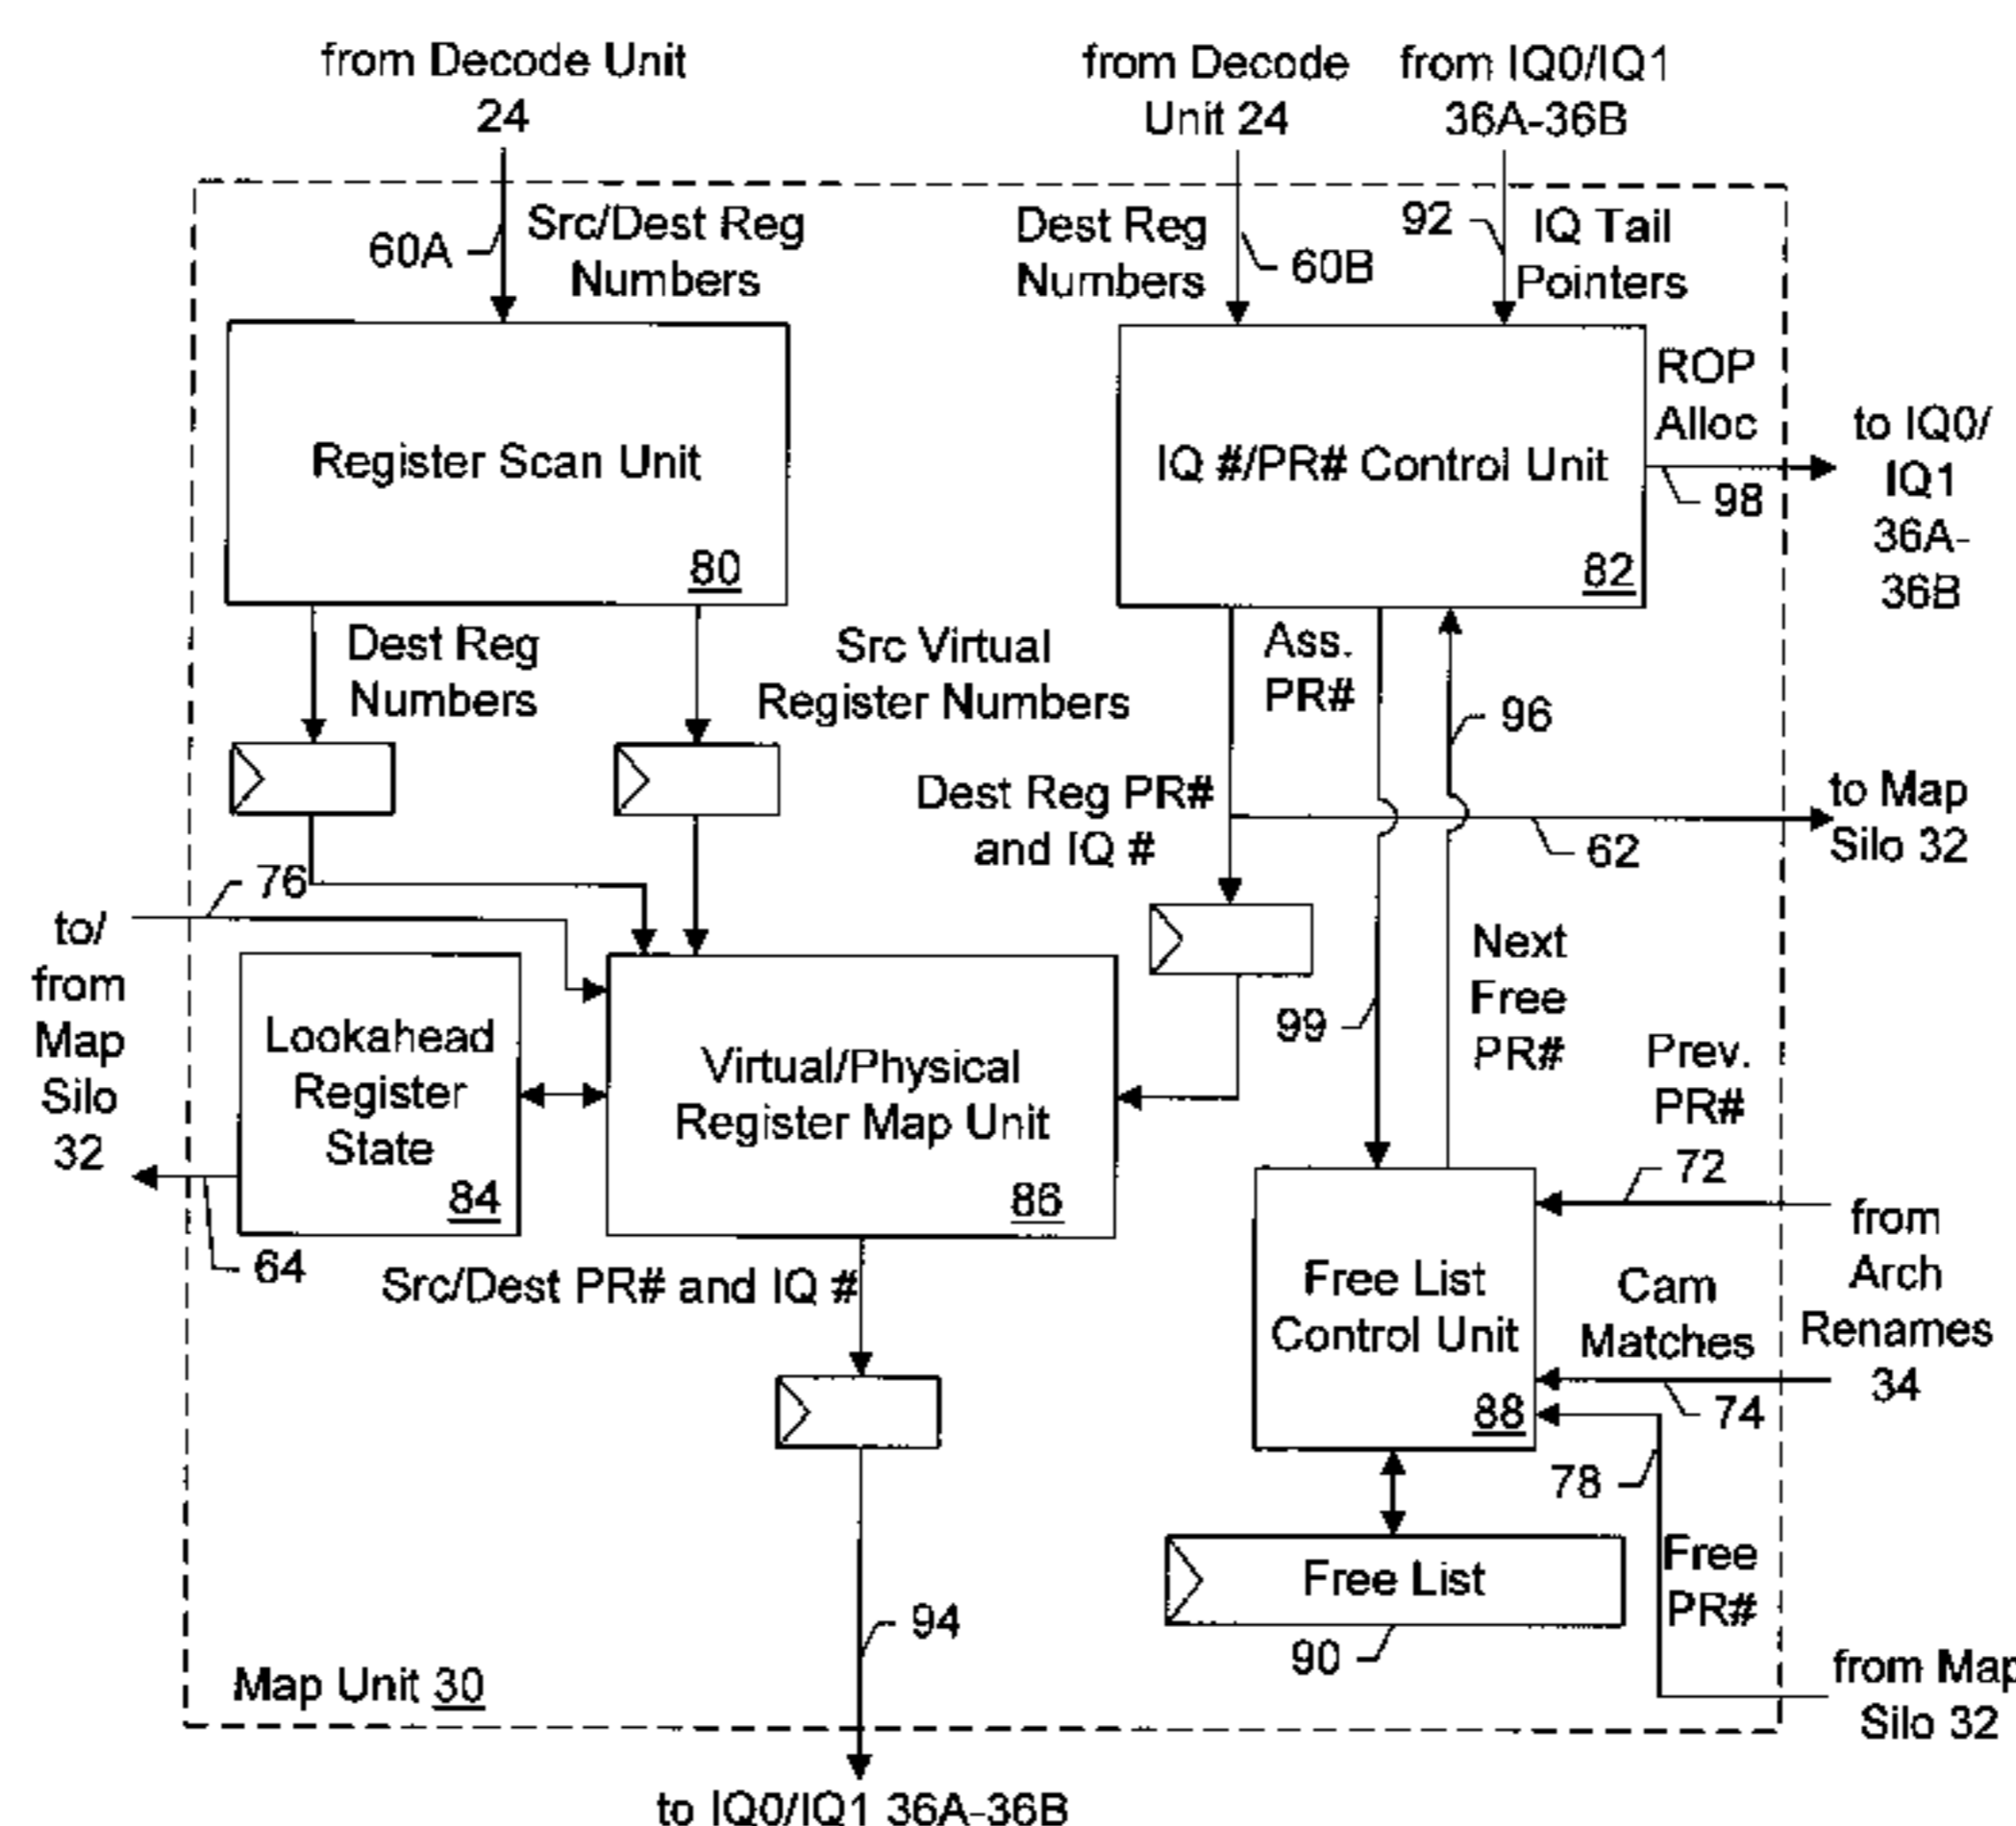 from Decode Unit
24
from Decode
Unit 24
from IQ0/IQ1
36A-36B
60A
Src/Dest Reg
Numbers
Dest Reg
Numbers
60B
92
IQ Tail
Pointers
Register Scan Unit
80
IQ #/PR# Control Unit
82
ROP
Alloc
98
to IQ0/
IQ1
36A-
36B
Dest Reg
Numbers
Src Virtual
Register Numbers
Ass.
PR#
96
Dest Reg PR#
and IQ #
62
to Map
Silo 32
76
to/
from
Map
Silo
32
Lookahead
Register
State
84
64
Virtual/Physical
Register Map Unit
86
99
Next
Free
PR#
Prev.
PR#
72
from
Arch
Renames
34
Src/Dest PR# and IQ #
Free List
Control Unit
88
Cam
Matches
74
78
Free List
90
Free
PR#
94
Map Unit 30
from Map
Silo 32
to IQ0/IQ1 36A-36B